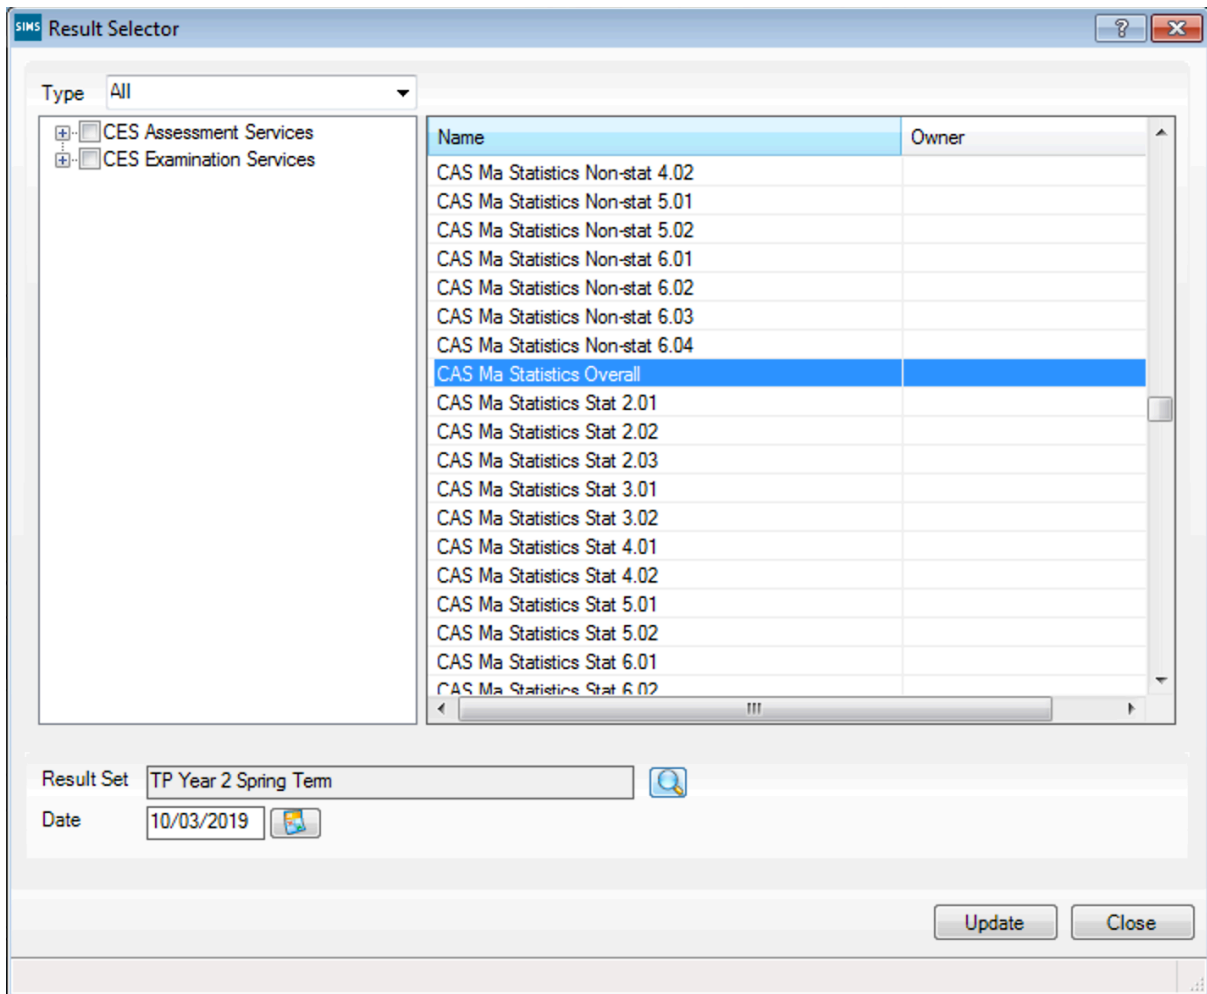 SIMS Result Selector
Type All
CES Assessment Services
CES Examination Services
Name Owner
CAS Ma Statistics Non-stat 4.02
CAS Ma Statistics Non-stat 5.01
CAS Ma Statistics Non-stat 5.02
CAS Ma Statistics Non-stat 6.01
CAS Ma Statistics Non-stat 6.02
CAS Ma Statistics Non-stat 6.03
CAS Ma Statistics Non-stat 6.04
CAS Ma Statistics Overall
CAS Ma Statistics Stat 2.01
CAS Ma Statistics Stat 2.02
CAS Ma Statistics Stat 2.03
CAS Ma Statistics Stat 3.01
CAS Ma Statistics Stat 3.02
CAS Ma Statistics Stat 4.01
CAS Ma Statistics Stat 4.02
CAS Ma Statistics Stat 5.01
CAS Ma Statistics Stat 5.02
CAS Ma Statistics Stat 6.01
CAS Ma Statistics Stat 6.02
Result Set TP Year 2 Spring Term
Date 10/03/2019
Update Close